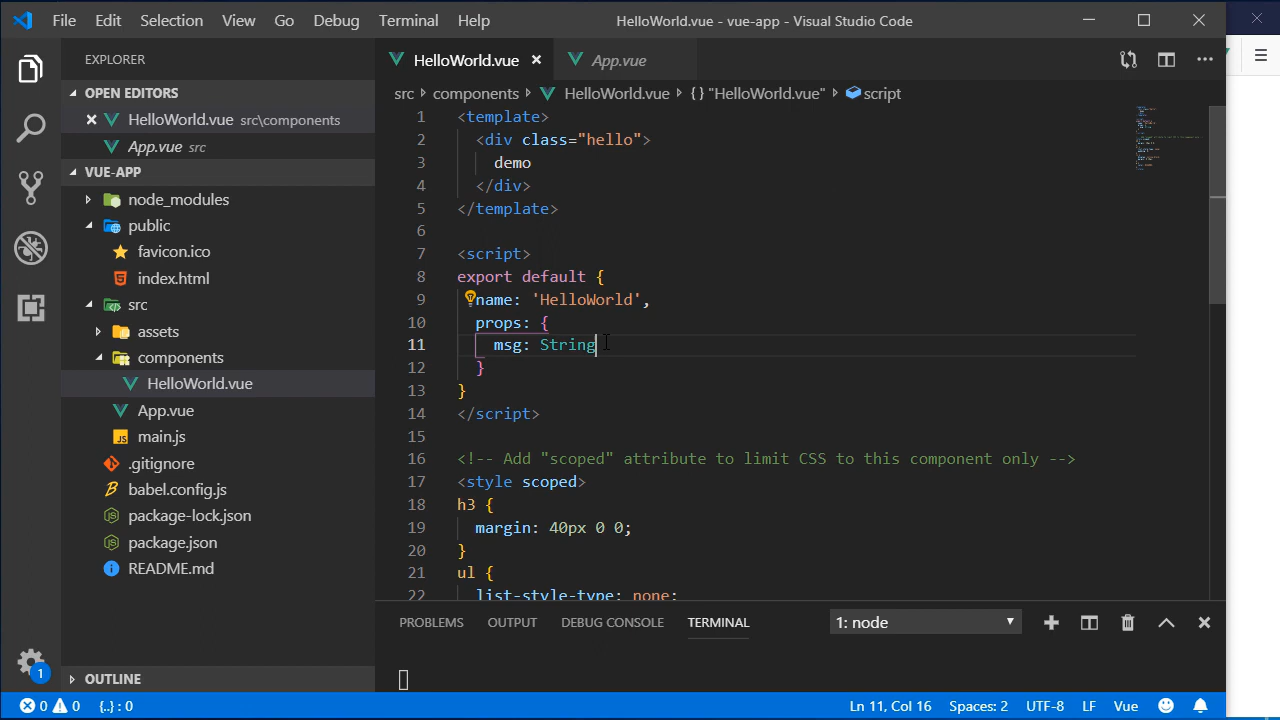 File Edit Selection View Go Debug Terminal Help HelloWorld.vue - vue-app - Visual Studio Code
EXPLORER
OPEN EDITORS
HelloWorld.vue src\components
App.vue src
VUE-APP
node_modules
public
favicon.ico
index.html
src
assets
components
HelloWorld.vue
App.vue
main.js
.gitignore
babel.config.js
package-lock.json
package.json
README.md
OUTLINE
HelloWorld.vue App.vue
src components HelloWorld.vue {} "HelloWorld.vue" script
1 <template>
2 <div class="hello">
3 demo
4 </div>
5 </template>
6
7 <script>
8 export default {
9 name: 'HelloWorld',
10 props: {
11 msg: String
12 }
13 }
14 </script>
15
16 <!-- Add "scoped" attribute to limit CSS to this component only -->
17 <style scoped>
18 h3 {
19 margin: 40px 0 0;
20 }
21 ul {
22 list-style-type: none;
PROBLEMS OUTPUT DEBUG CONSOLE TERMINAL 1: node
1
0 0 {..} : 0 Ln 11, Col 16 Spaces: 2 UTF-8 LF Vue